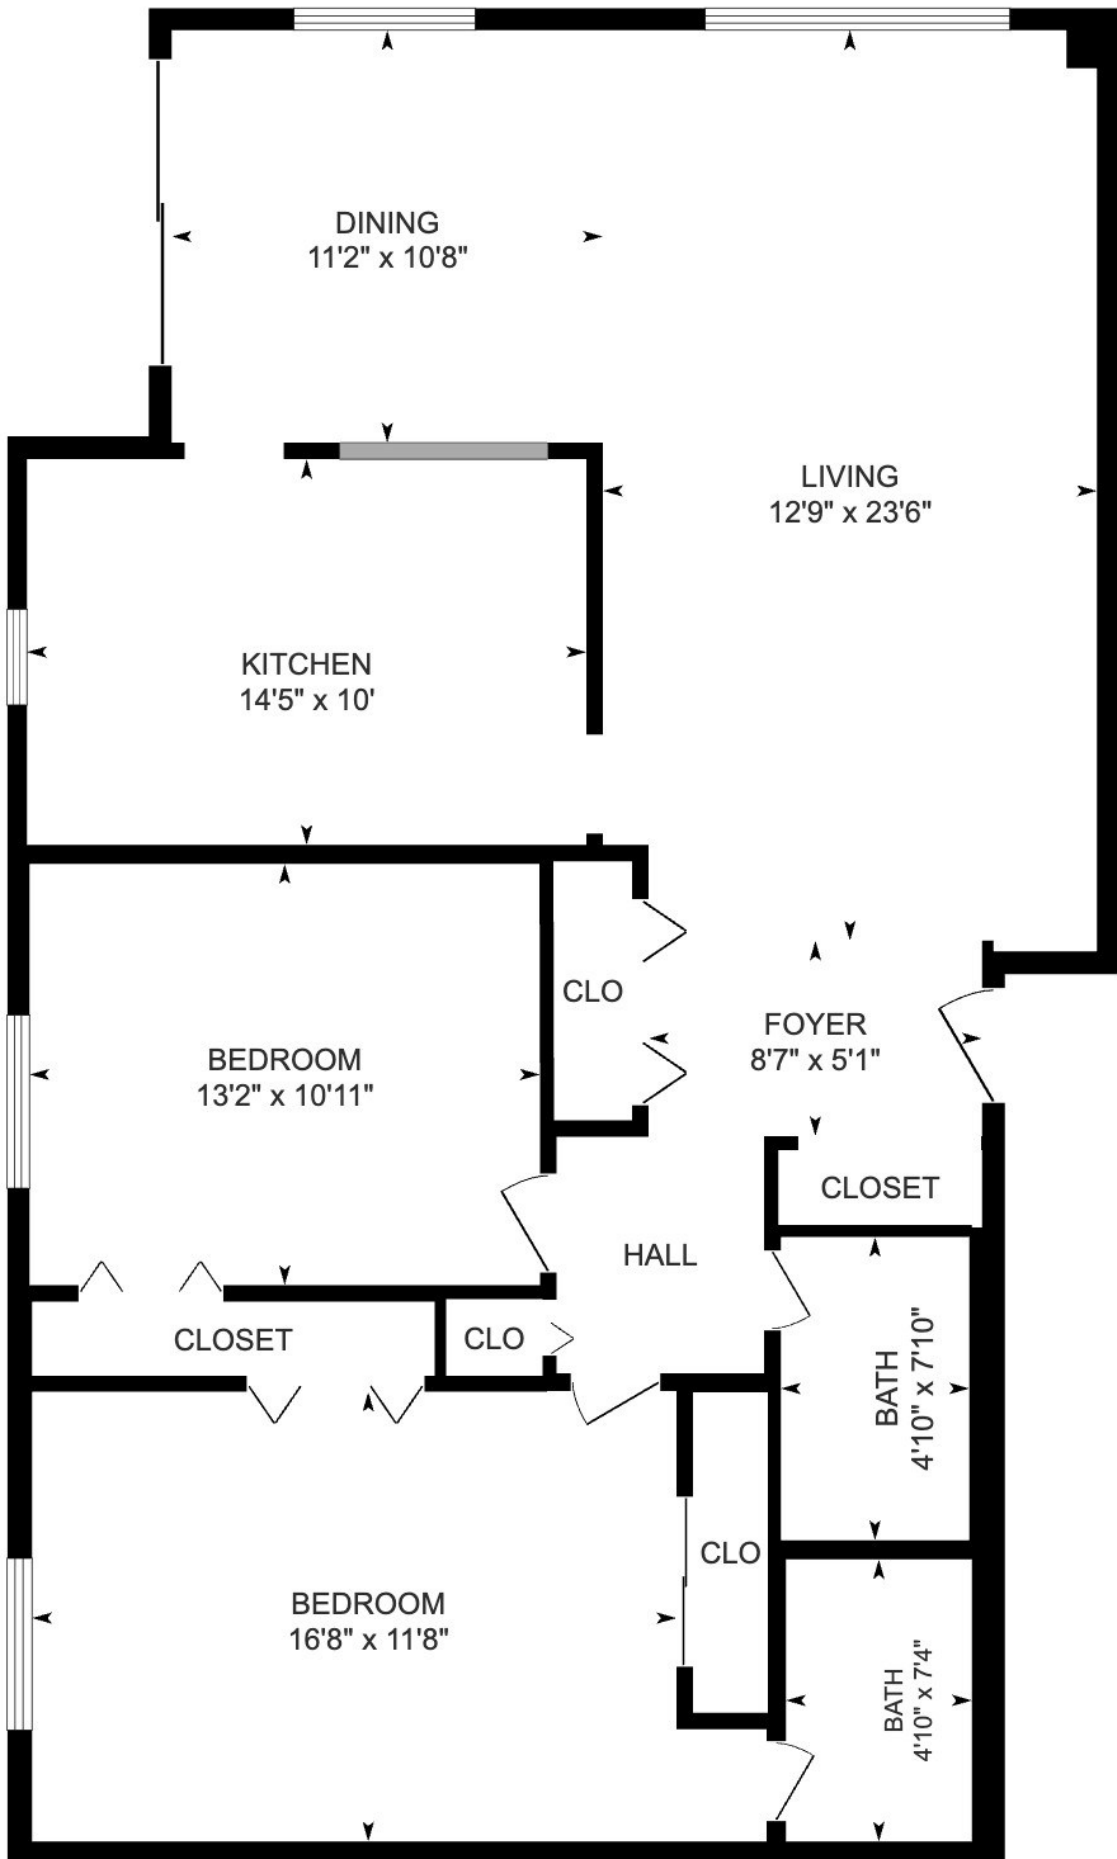 DINING
11'2" x 10'8"
LIVING
12'9" x 23'6"
KITCHEN
14'5" x 10'
CLO
FOYER
8'7" x 5'1"
BEDROOM
13'2" x 10'11"
CLOSET
HALL
CLOSET
CLO
BATH
4'10" x 7'10"
CLO
BEDROOM
16'8" x 11'8"
BATH
4'10" x 7'4"